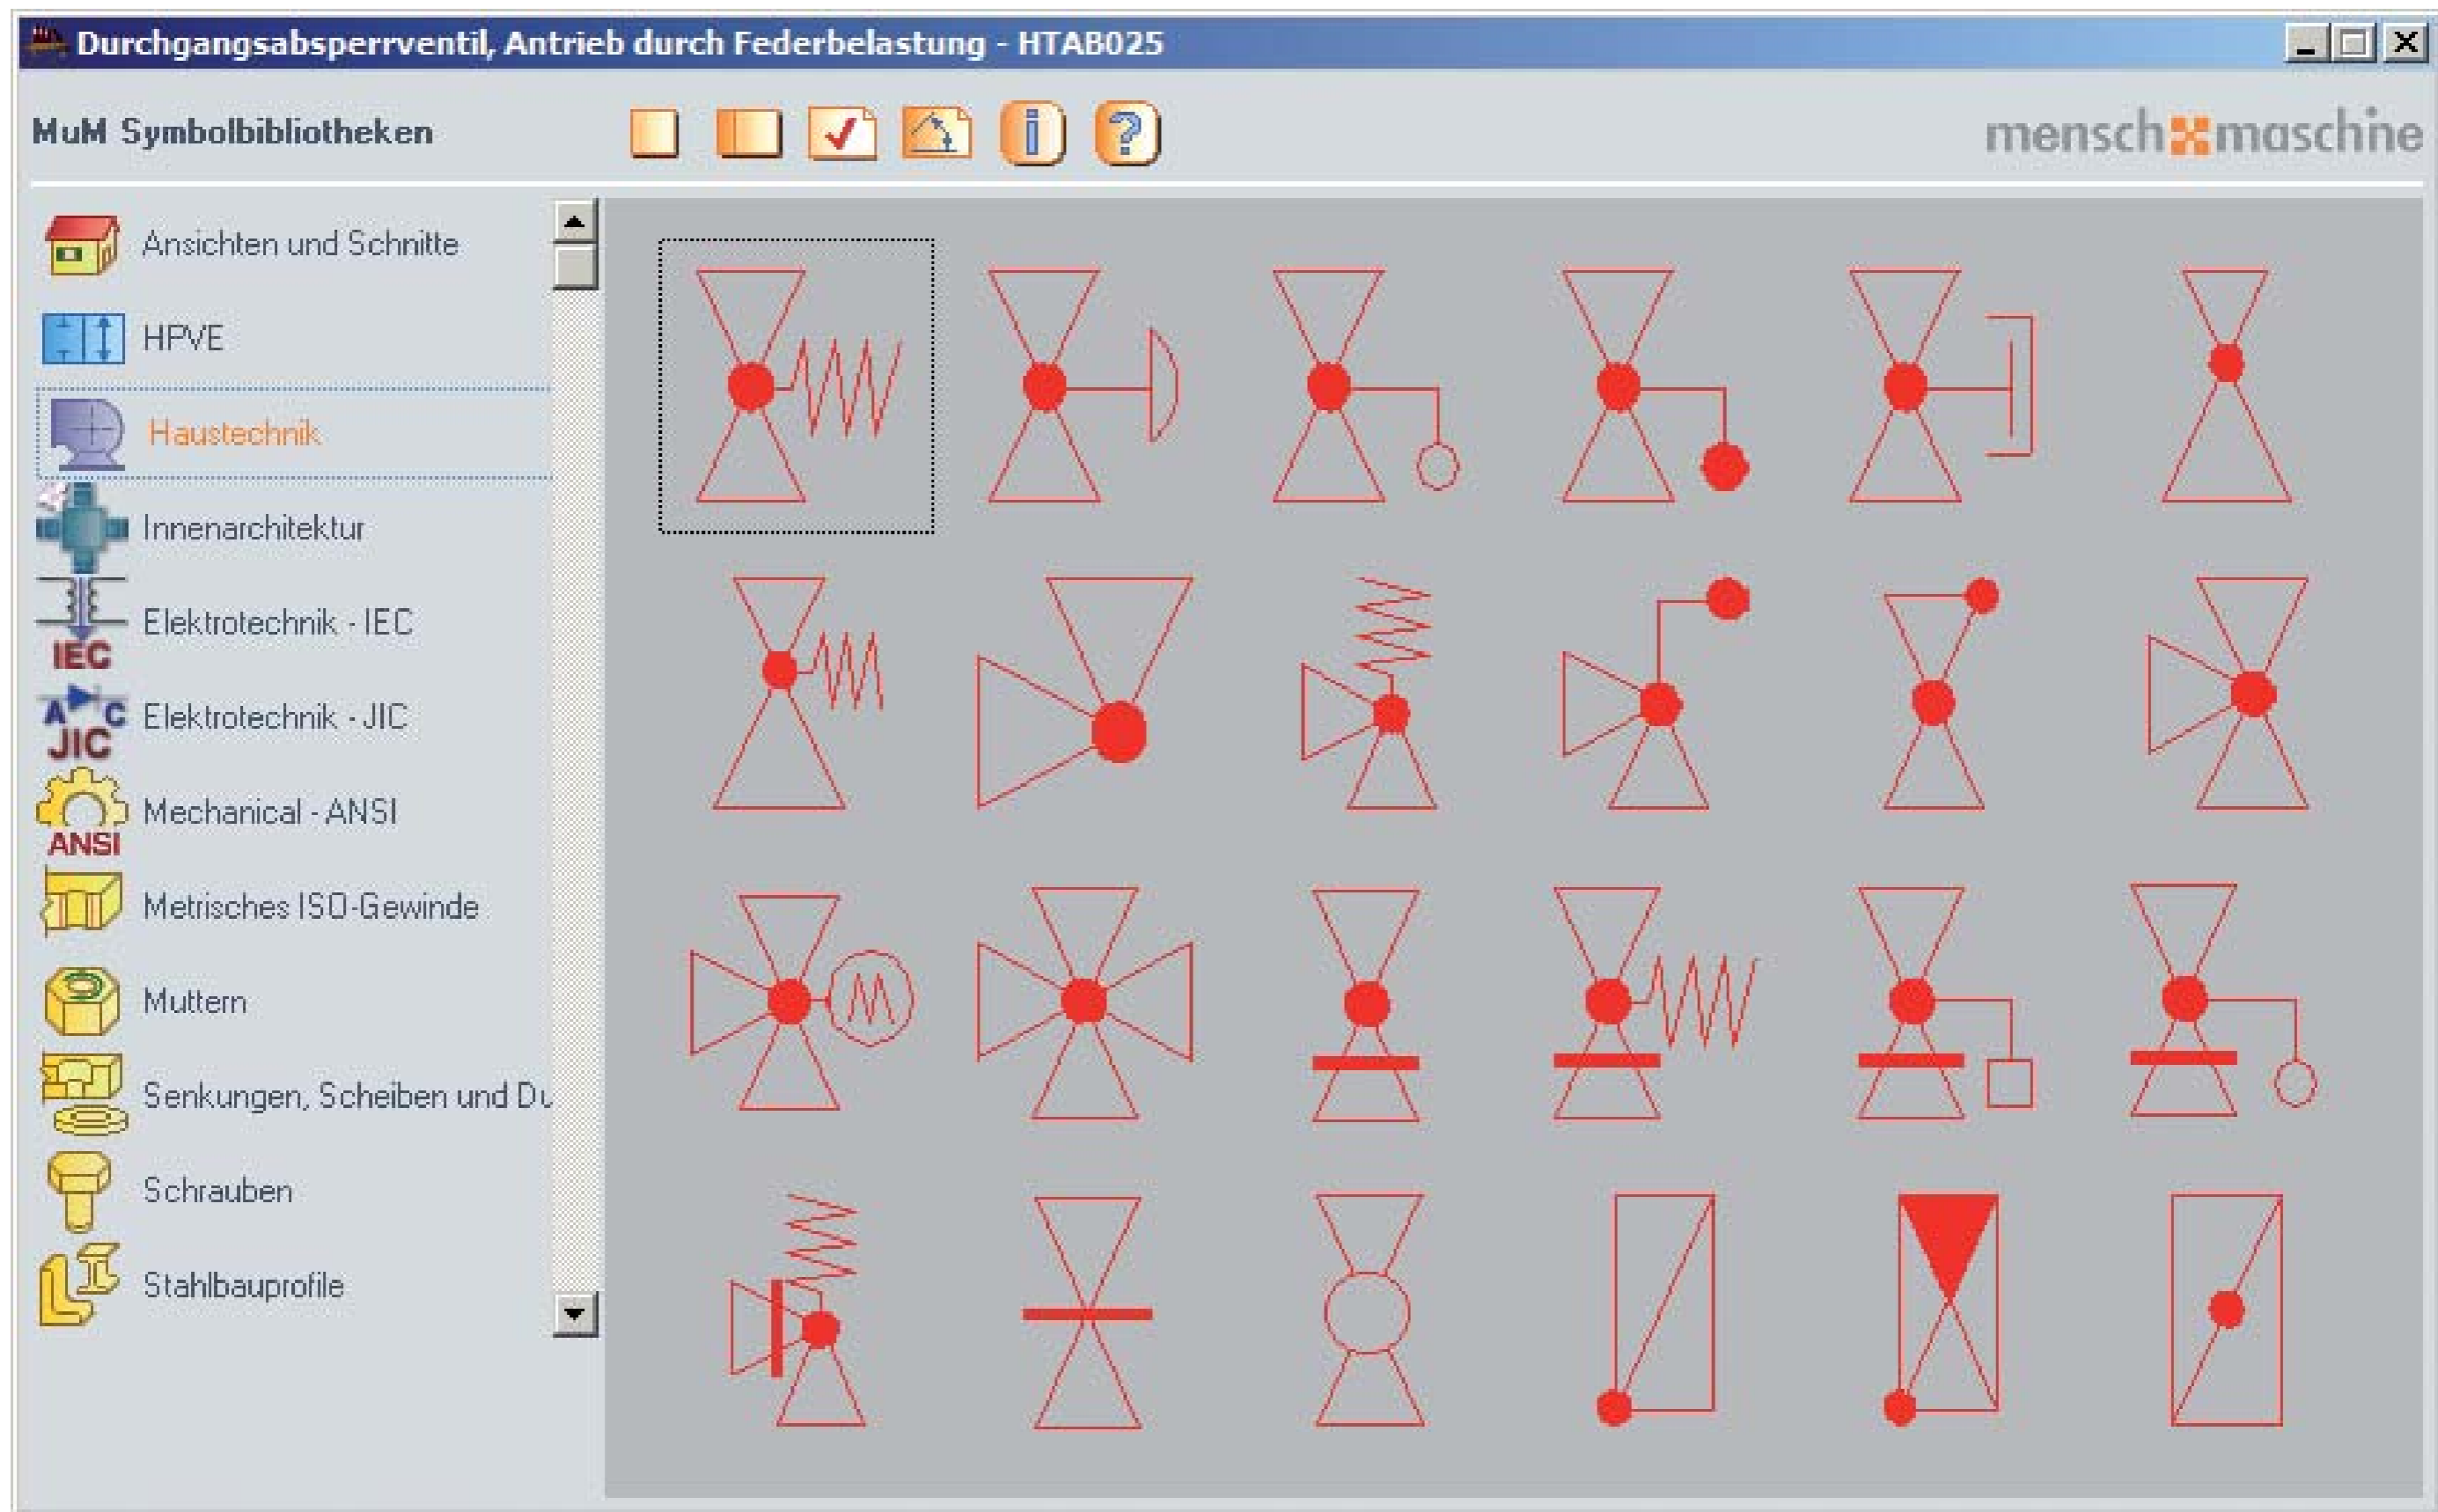 Durchgangsabsperrventil, Antrieb durch Federbelastung - HTAB025
MuM Symbolbibliotheken
i
?
mensch maschine
Ansichten und Schnitte
HPVE
Haustechnik
Innenarchitektur
IEC
Elektrotechnik - IEC
A C
JIC
Elektrotechnik - JIC
ANSI
Mechanical - ANSI
Metrisches ISO-Gewinde
Muttern
Senkungen, Scheiben und Du
Schrauben
Stahlbauprofile